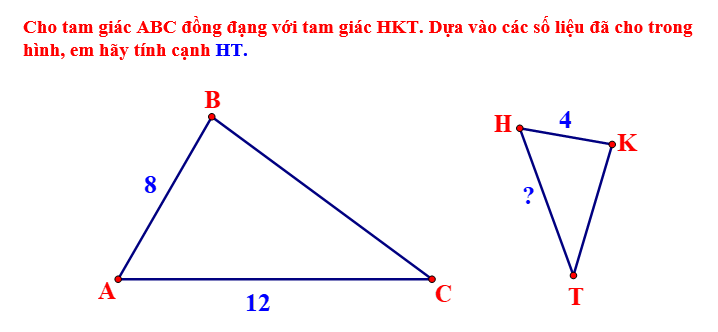 Cho tam giác ABC đồng đạng với tam giác HKT. Dựa vào các số liệu đã cho trong
hình, em hãy tính cạnh HT.
B
H
4
K
8
?
A
12
C
T